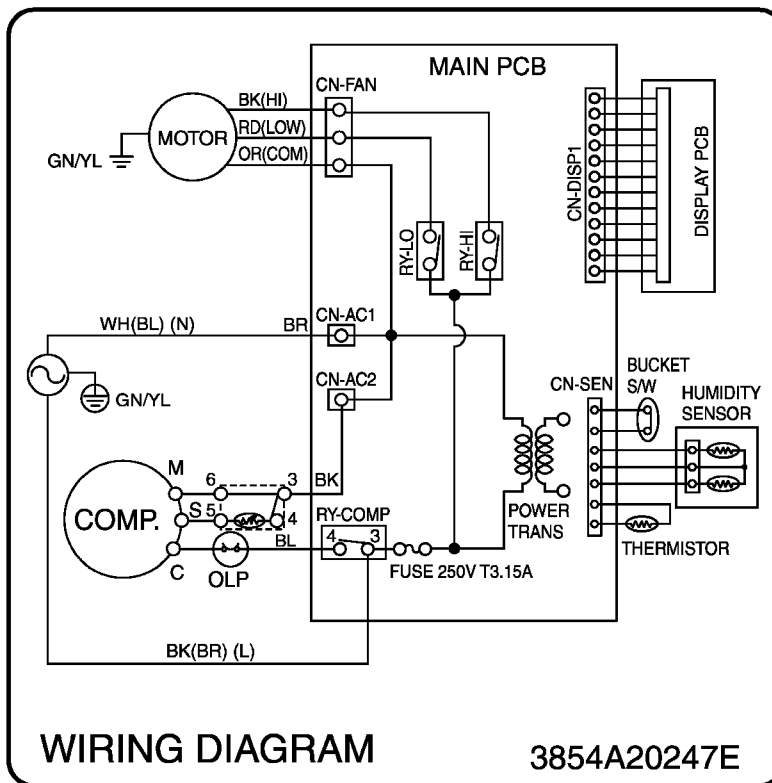 MAIN PCB
CN-FAN
BK(HI)
RD(LOW)
OR(COM)
MOTOR
GN/YL
CN-DISP1
DISPLAY PCB
RY-LO
RY-HI
WH(BL) (N)
BR
CN-AC1
CN-AC2
GN/YL
CN-SEN
BUCKET
S/W
HUMIDITY
SENSOR
M
6
3
BK
COMP.
S
5
4
RY-COMP
4
3
POWER
TRANS
THERMISTOR
C
OLP
BL
FUSE 250V T3.15A
BK(BR) (L)
WIRING DIAGRAM
3854A20247E